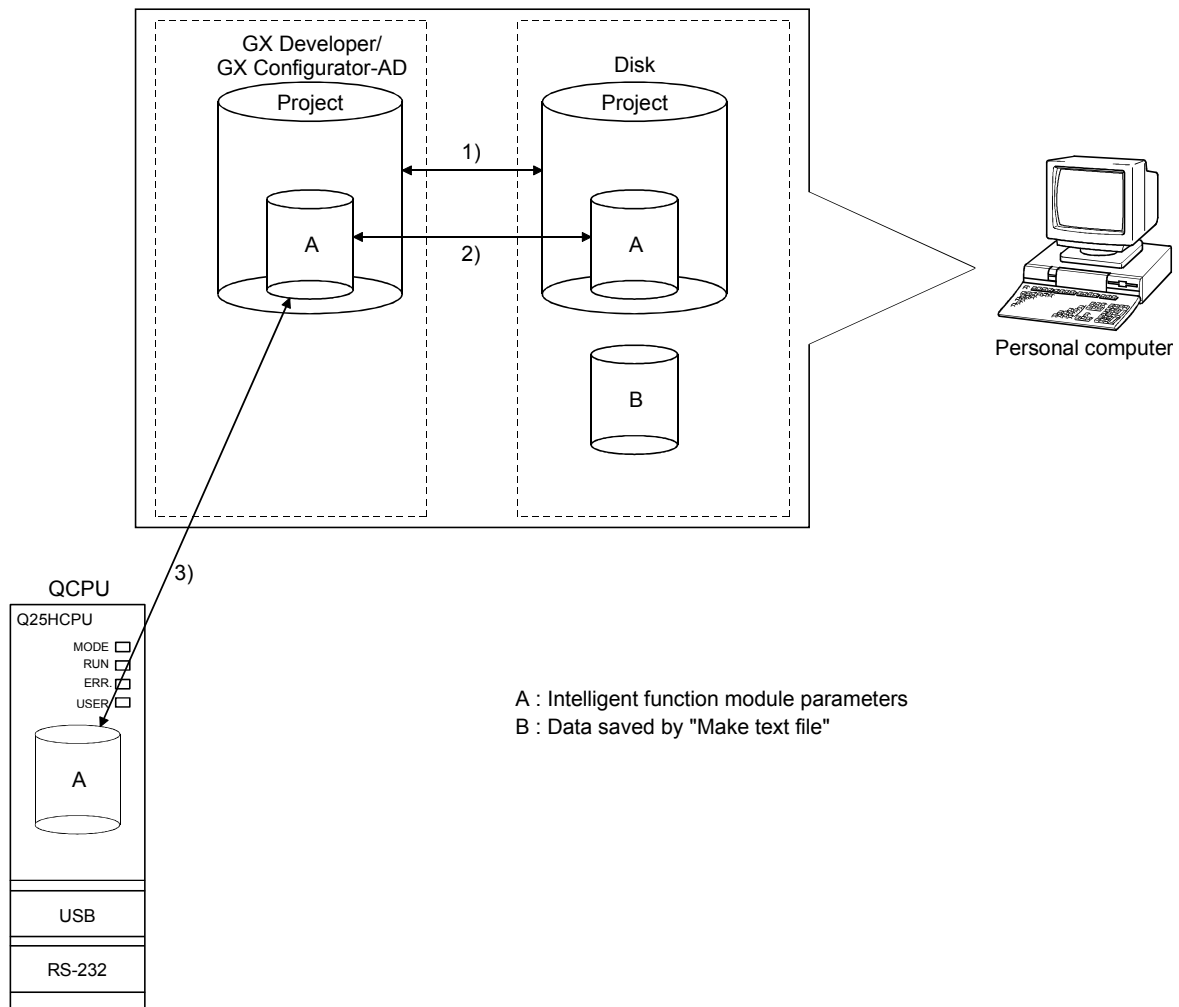 GX Developer/
GX Configurator-AD
Project
Disk
Project
1)
A
2)
A
B
Personal computer
3)
QCPU
Q25HCPU
MODE
RUN
ERR.
USER
A
USB
RS-232
A : Intelligent function module parameters
B : Data saved by "Make text file"